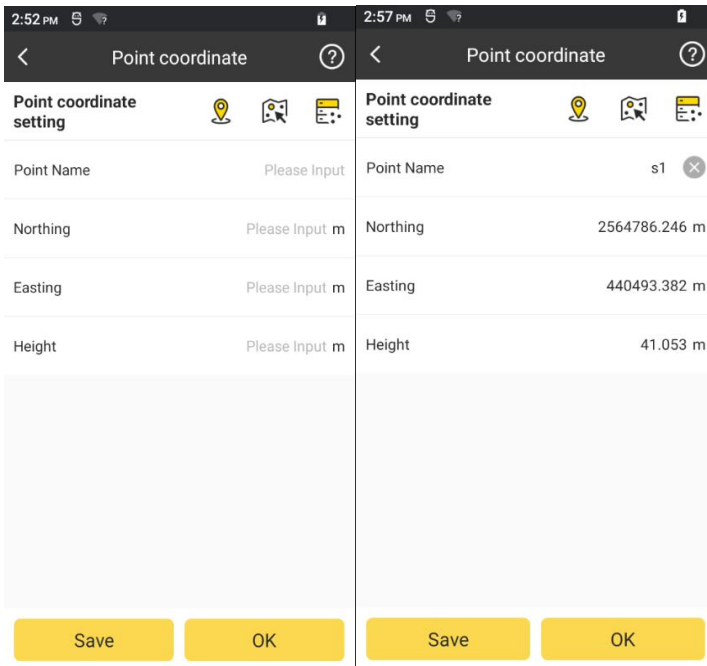 2:52 PM
Point coordinate
Point coordinate
setting
Point Name Please Input
Northing Please Input m
Easting Please Input m
Height Please Input m
Save OK
2:57 PM
Point coordinate
Point coordinate
setting
Point Name s1
Northing 2564786.246 m
Easting 440493.382 m
Height 41.053 m
Save OK